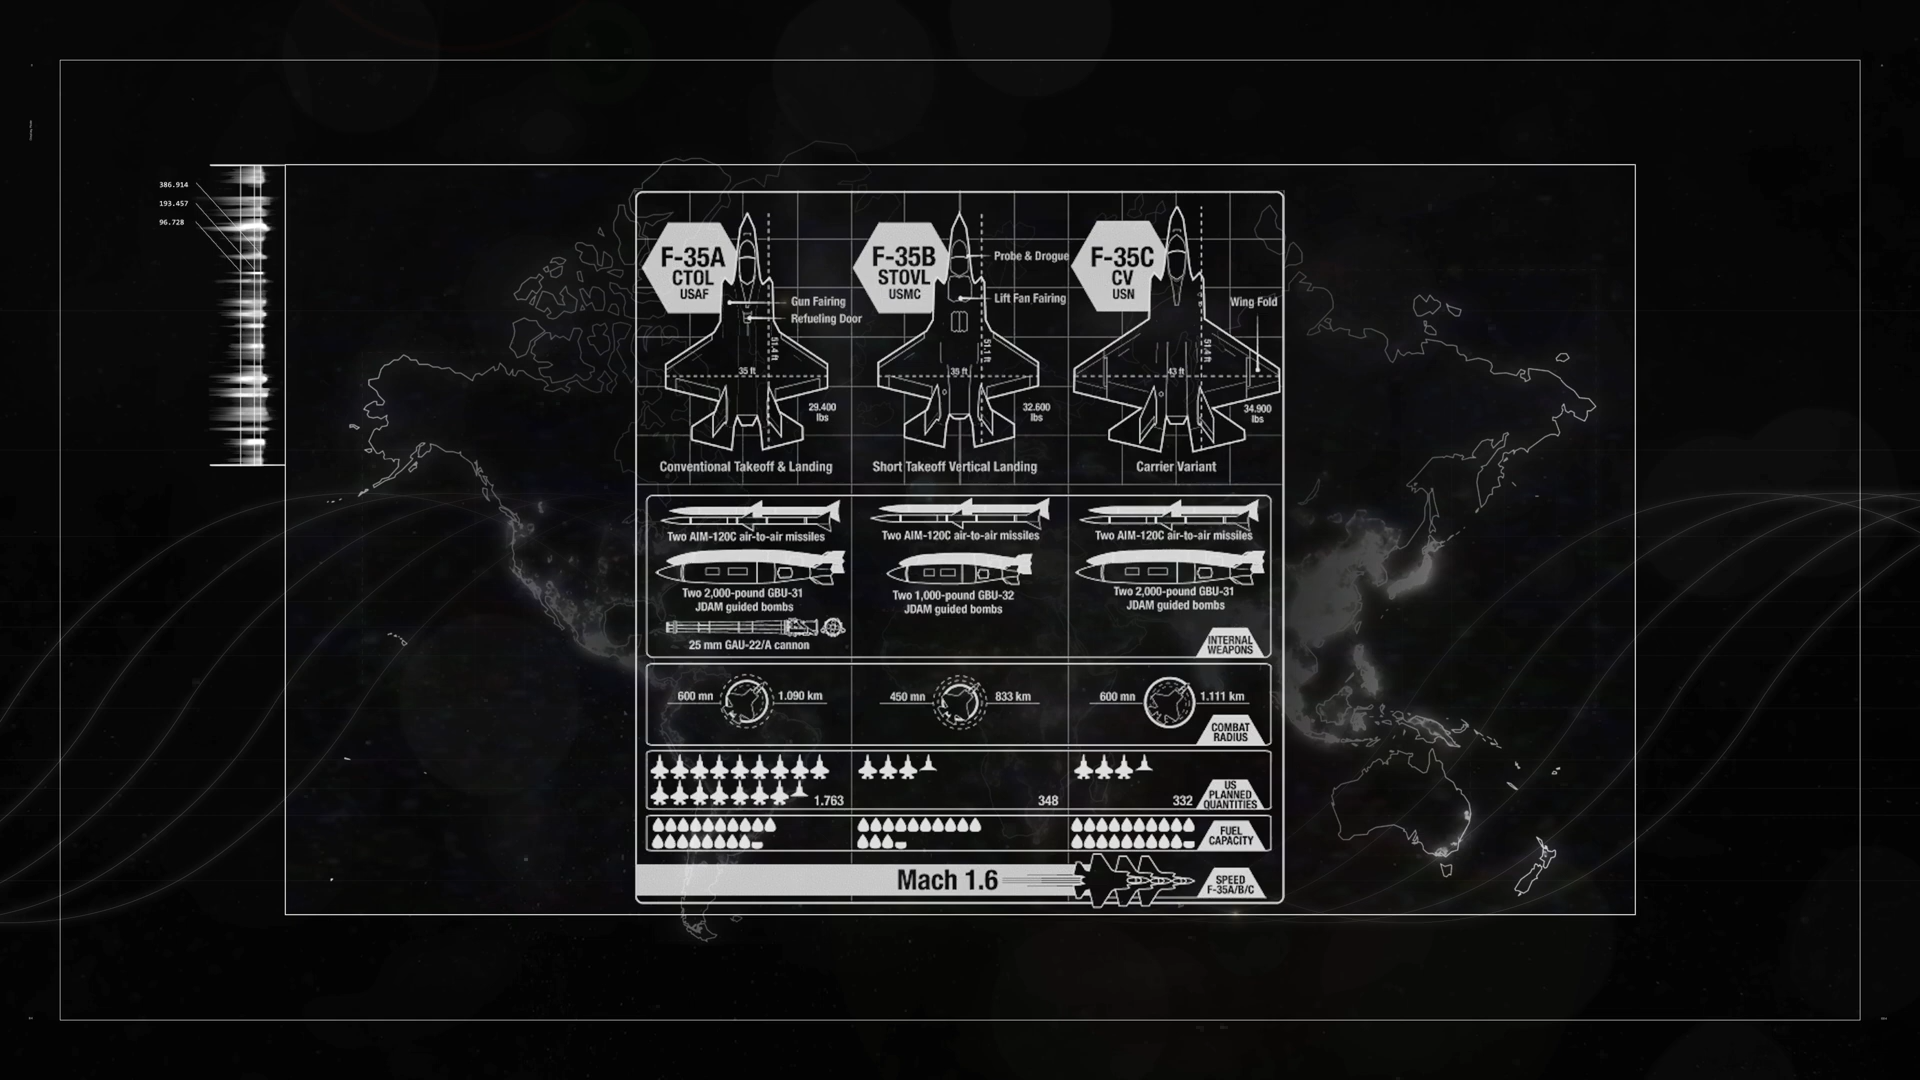 386.914
193.457
96.728
F-35A
CTOL
USAF
Gun Fairing
Refueling Door
51.4 ft
35 ft
29.400
lbs
Conventional Takeoff & Landing
F-35B
STOVL
USMC
Probe & Drogue
Lift Fan Fairing
51.1 ft
35 ft
32.600
lbs
Short Takeoff Vertical Landing
F-35C
CV
USN
Wing Fold
51.4 ft
43 ft
34.900
lbs
Carrier Variant
Two AIM-120C air-to-air missiles
Two 2,000-pound GBU-31
JDAM guided bombs
25 mm GAU-22/A cannon
Two AIM-120C air-to-air missiles
Two 1,000-pound GBU-32
JDAM guided bombs
Two AIM-120C air-to-air missiles
Two 2,000-pound GBU-31
JDAM guided bombs
INTERNAL
WEAPONS
600 mn 1.090 km
450 mn 833 km
600 mn 1.111 km
COMBAT
RADIUS
1.763
348
332
US
PLANNED
QUANTITIES
FUEL
CAPACITY
Mach 1.6
SPEED
F-35A/B/C